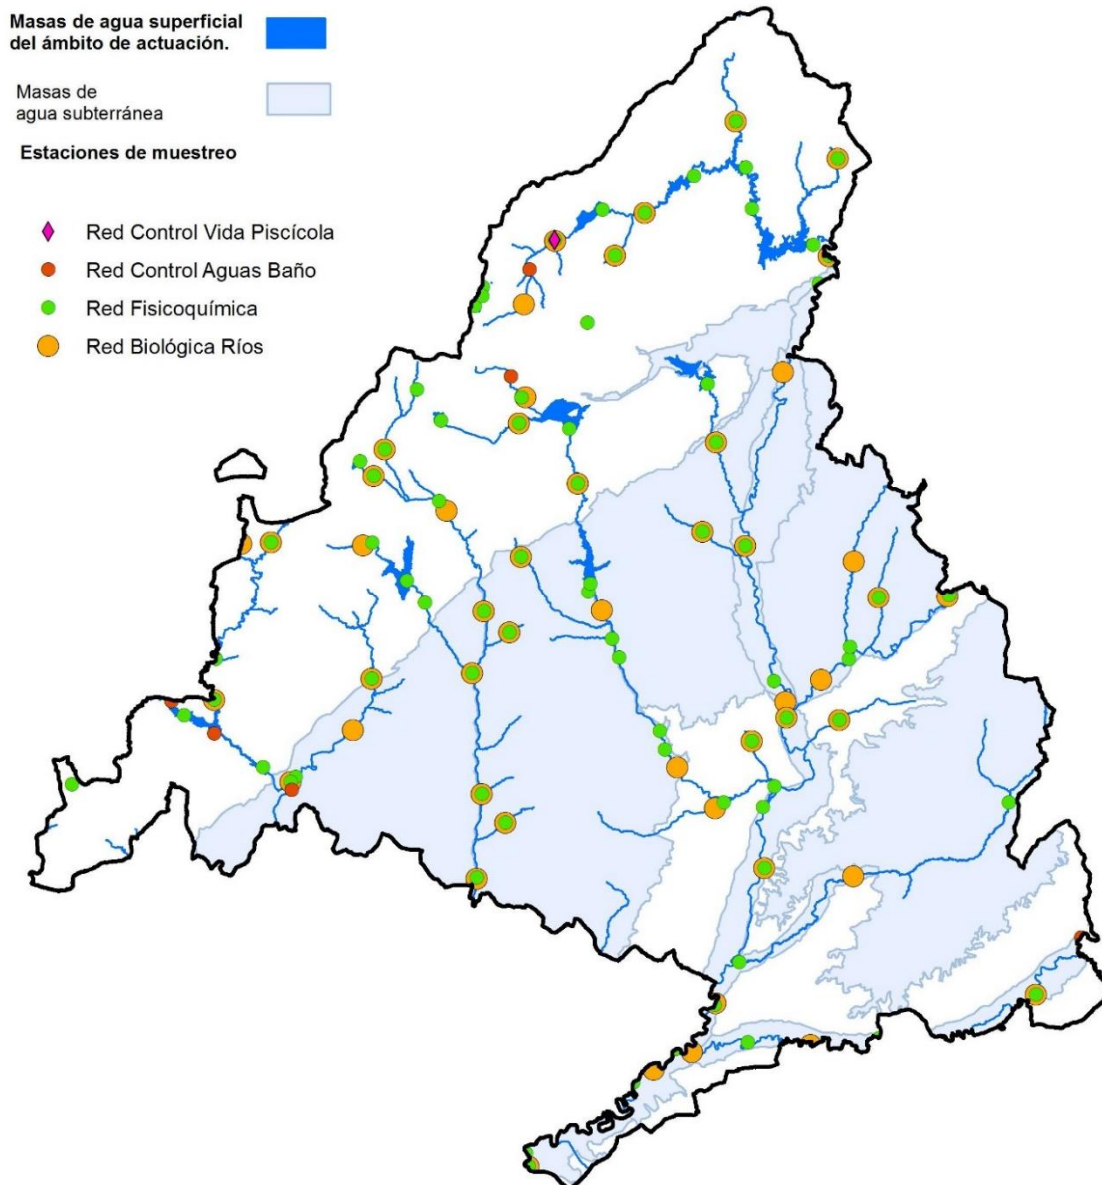 Masas de agua superficial
del ámbito de actuación.
Masas de
agua subterránea
Estaciones de muestreo
Red Control Vida Piscícola
Red Control Aguas Baño
Red Fisicoquímica
Red Biológica Ríos